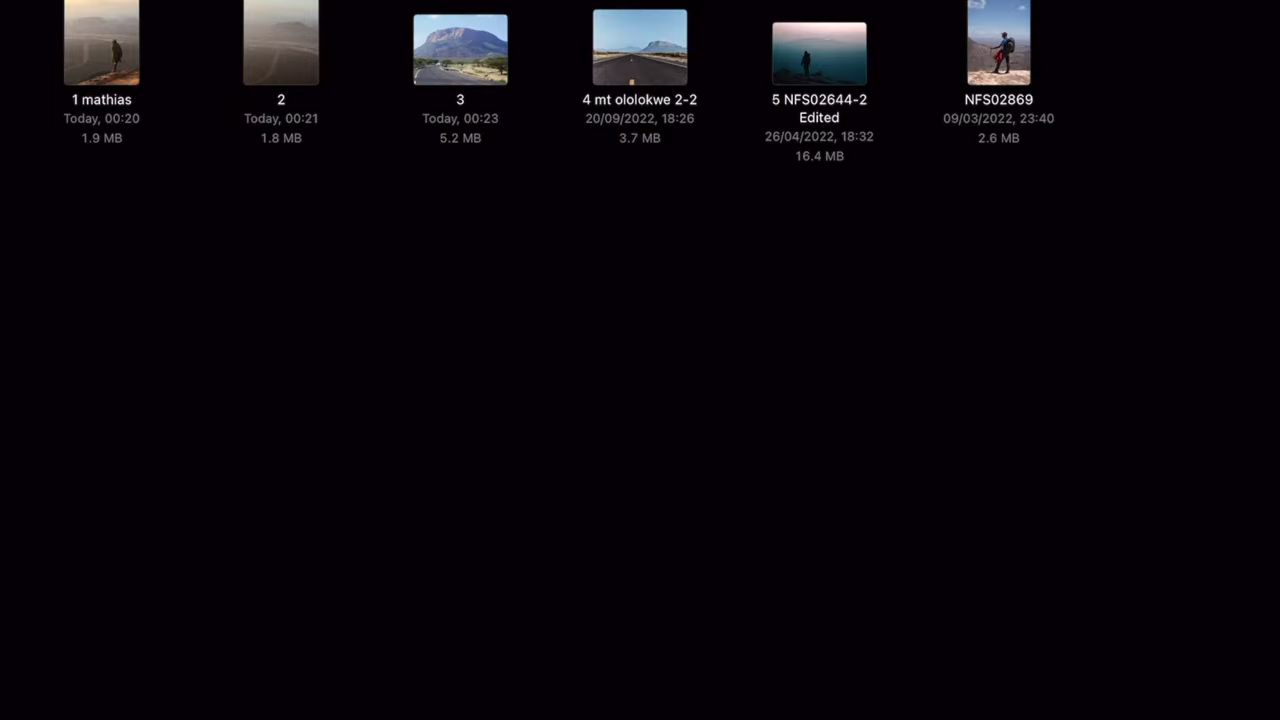 1 mathias
Today, 00:20
1.9 MB
2
Today, 00:21
1.8 MB
3
Today, 00:23
5.2 MB
4 mt ololokwe 2-2
20/09/2022, 18:26
3.7 MB
5 NFS02644-2
Edited
26/04/2022, 18:32
16.4 MB
NFS02869
09/03/2022, 23:40
2.6 MB